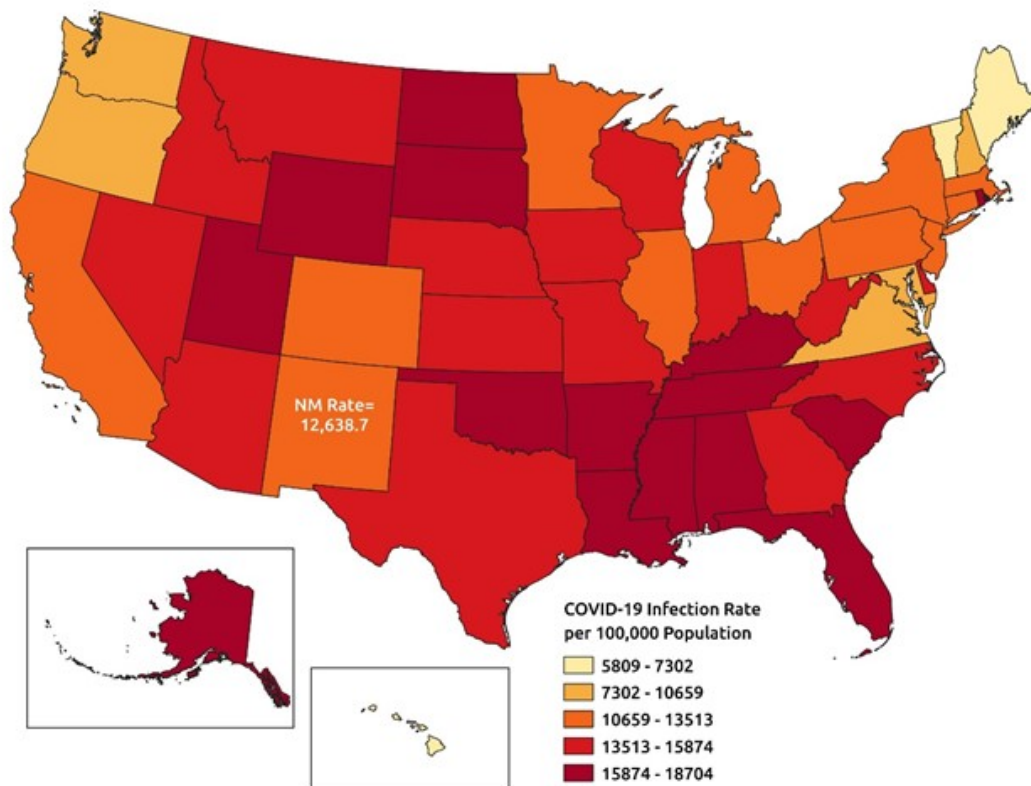 NM Rate=
12,638.7
COVID-19 Infection Rate
per 100,000 Population
5809 - 7302
7302 - 10659
10659 - 13513
13513 - 15874
15874 - 18704